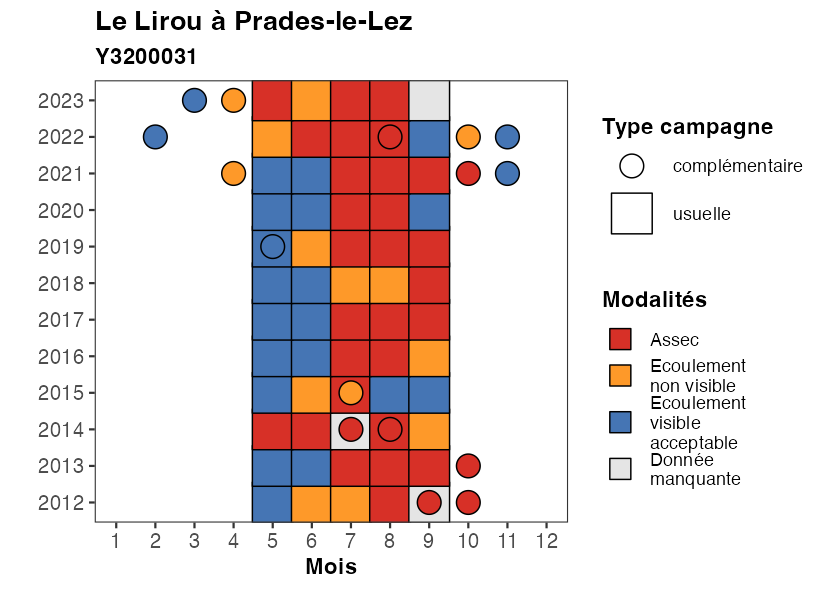 Le Lirou à Prades-le-Lez
Y3200031
2023
2022
2021
2020
2019
2018
2017
2016
2015
2014
2013
2012
1 2 3 4 5 6 7 8 9 10 11 12
Mois
Type campagne
complémentaire
usuelle
Modalités
Assec
Ecoulement
non visible
Ecoulement
visible
acceptable
Donnée
manquante